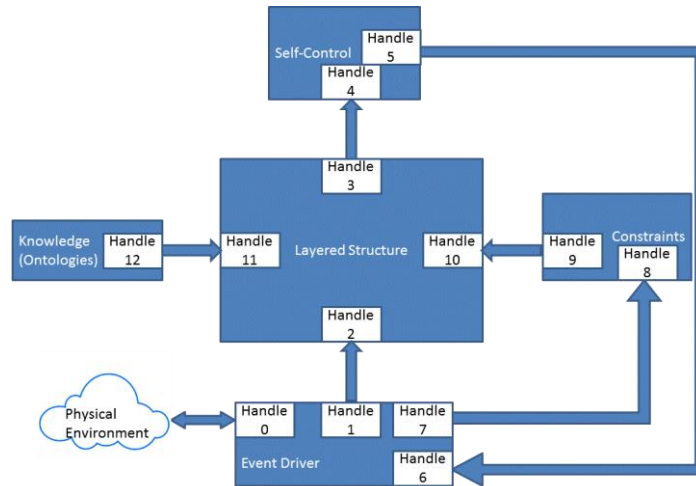 Self-Control
Handle
5
Handle
4
Handle
3
Knowledge
(Ontologies)
Handle
12
Handle
11
Layered Structure
Handle
10
Handle
9
Constraints
Handle
8
Handle
2
Physical
Environment
Handle
0
Handle
1
Handle
7
Event Driver
Handle
6